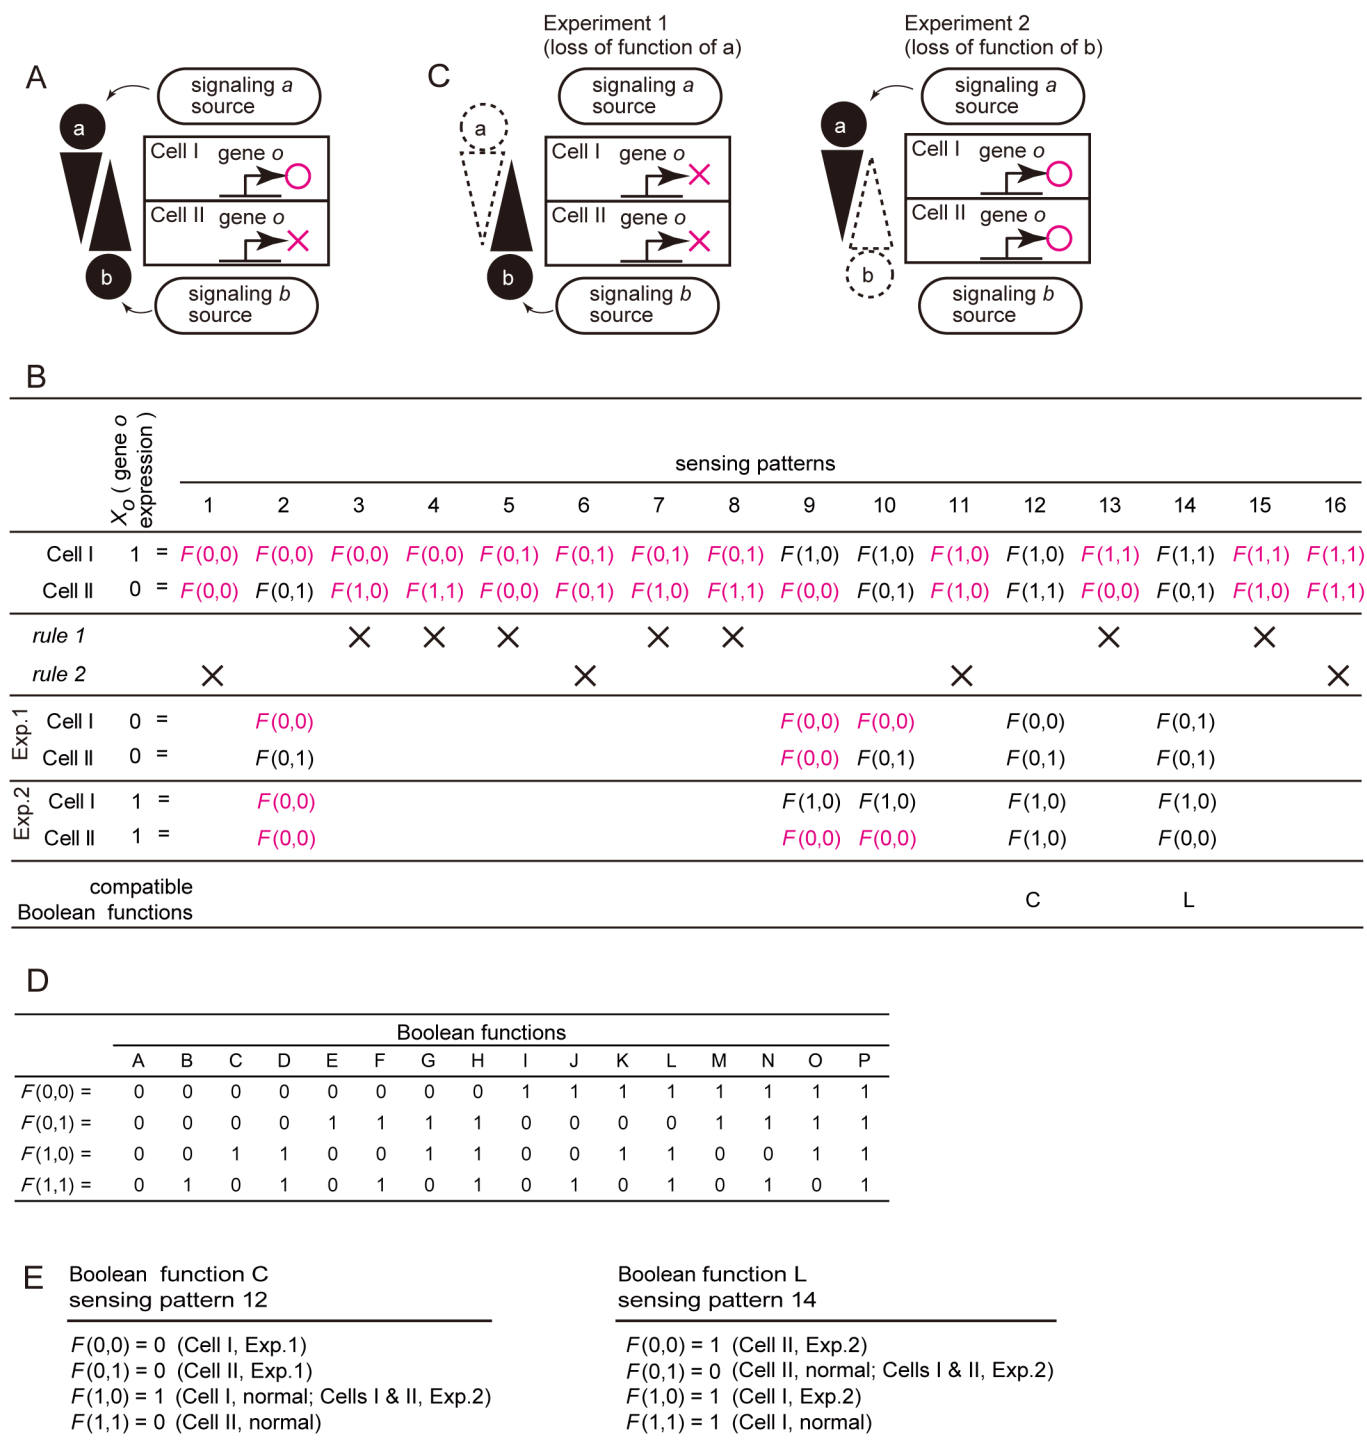 A
signaling a
source
a
Cell I
gene o
Cell II
gene o
b
signaling b
source
C
Experiment 1
(loss of function of a)
signaling a
source
a
Cell I
gene o
Cell II
gene o
b
signaling b
source
Experiment 2
(loss of function of b)
signaling a
source
a
Cell I
gene o
Cell II
gene o
b
signaling b
source
B
Xo ( gene o
expression )
sensing patterns
1 2 3 4 5 6 7 8 9 10 11 12 13 14 15 16
Cell I 1 = F(0,0) F(0,0) F(0,0) F(0,0) F(0,1) F(0,1) F(0,1) F(0,1) F(1,0) F(1,0) F(1,0) F(1,0) F(1,1) F(1,1) F(1,1) F(1,1)
Cell II 0 = F(0,0) F(0,1) F(1,0) F(1,1) F(0,0) F(0,1) F(1,0) F(1,1) F(0,0) F(0,1) F(1,0) F(1,1) F(0,0) F(0,1) F(1,0) F(1,1)
rule 1
rule 2
Exp.1
Cell I 0 = F(0,0) F(0,0) F(0,0) F(0,0) F(0,1)
Cell II 0 = F(0,1) F(0,0) F(0,1) F(0,1) F(0,1)
Exp.2
Cell I 1 = F(0,0) F(1,0) F(1,0) F(1,0) F(1,0)
Cell II 1 = F(0,0) F(0,0) F(0,0) F(1,0) F(0,0)
compatible
Boolean functions C L
D
Boolean functions
A B C D E F G H I J K L M N O P
F(0,0) = 0 0 0 0 0 0 0 0 1 1 1 1 1 1 1 1
F(0,1) = 0 0 0 0 1 1 1 1 0 0 0 0 1 1 1 1
F(1,0) = 0 0 1 1 0 0 1 1 0 0 1 1 0 0 1 1
F(1,1) = 0 1 0 1 0 1 0 1 0 1 0 1 0 1 0 1
E
Boolean function C
sensing pattern 12
F(0,0) = 0 (Cell I, Exp.1)
F(0,1) = 0 (Cell II, Exp.1)
F(1,0) = 1 (Cell I, normal; Cells I & II, Exp.2)
F(1,1) = 0 (Cell II, normal)
Boolean function L
sensing pattern 14
F(0,0) = 1 (Cell II, Exp.2)
F(0,1) = 0 (Cell II, normal; Cells I & II, Exp.2)
F(1,0) = 1 (Cell I, Exp.2)
F(1,1) = 1 (Cell I, normal)